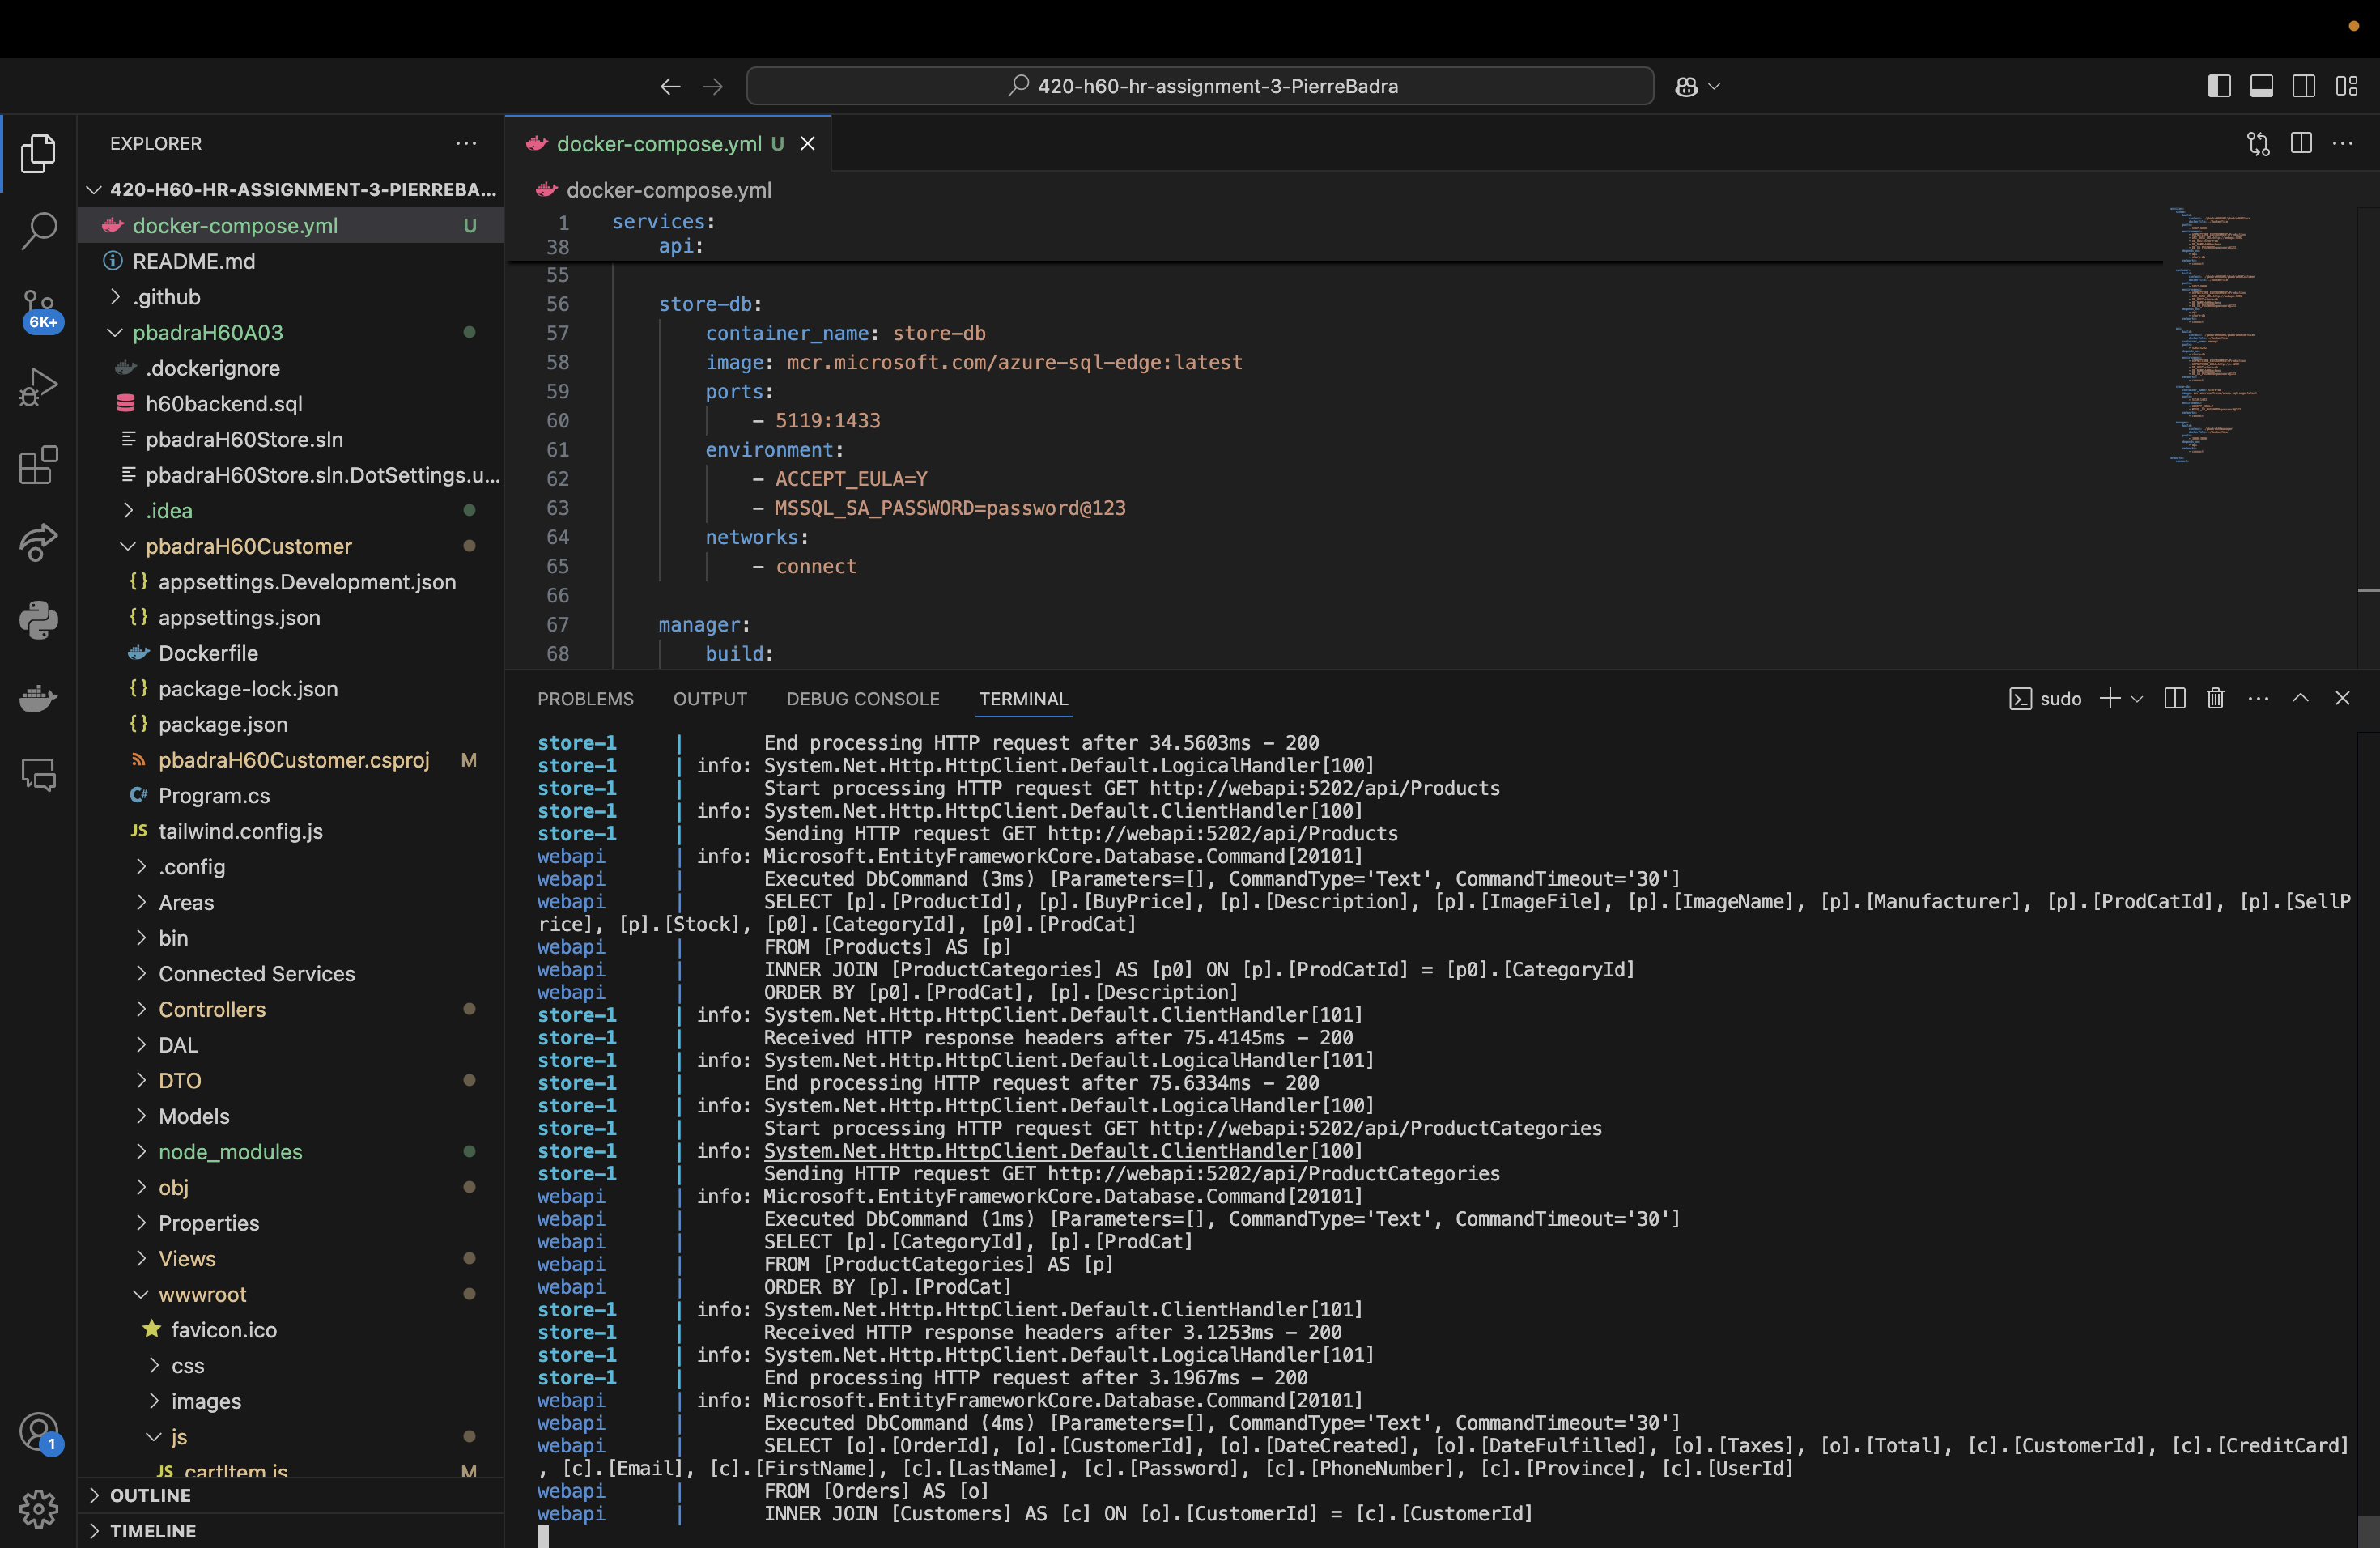 420-h60-hr-assignment-3-PierreBadra
EXPLORER
420-H60-HR-ASSIGNMENT-3-PIERREBA...
docker-compose.yml U
README.md
.github
pbadraH60A03
.dockerignore
h60backend.sql
pbadraH60Store.sln
pbadraH60Store.sln.DotSettings.u...
.idea
pbadraH60Customer
appsettings.Development.json
appsettings.json
Dockerfile
package-lock.json
package.json
pbadraH60Customer.csproj M
Program.cs
tailwind.config.js
.config
Areas
bin
Connected Services
Controllers
DAL
DTO
Models
node_modules
obj
Properties
Views
wwwroot
favicon.ico
css
images
js
cartItem.js M
OUTLINE
TIMELINE
6K+
1
docker-compose.yml U
docker-compose.yml
1 services:
38 api:
55
56 store-db:
57 container_name: store-db
58 image: mcr.microsoft.com/azure-sql-edge:latest
59 ports:
60 - 5119:1433
61 environment:
62 - ACCEPT_EULA=Y
63 - MSSQL_SA_PASSWORD=password@123
64 networks:
65 - connect
66
67 manager:
68 build:
PROBLEMS OUTPUT DEBUG CONSOLE TERMINAL
sudo
store-1 | End processing HTTP request after 34.5603ms - 200
store-1 | info: System.Net.Http.HttpClient.Default.LogicalHandler[100]
store-1 | Start processing HTTP request GET http://webapi:5202/api/Products
store-1 | info: System.Net.Http.HttpClient.Default.ClientHandler[100]
store-1 | Sending HTTP request GET http://webapi:5202/api/Products
webapi | info: Microsoft.EntityFrameworkCore.Database.Command[20101]
webapi | Executed DbCommand (3ms) [Parameters=[], CommandType='Text', CommandTimeout='30']
webapi | SELECT [p].[ProductId], [p].[BuyPrice], [p].[Description], [p].[ImageFile], [p].[ImageName], [p].[Manufacturer], [p].[ProdCatId], [p].[SellP
rice], [p].[Stock], [p0].[CategoryId], [p0].[ProdCat]
webapi | FROM [Products] AS [p]
webapi | INNER JOIN [ProductCategories] AS [p0] ON [p].[ProdCatId] = [p0].[CategoryId]
webapi | ORDER BY [p0].[ProdCat], [p].[Description]
store-1 | info: System.Net.Http.HttpClient.Default.ClientHandler[101]
store-1 | Received HTTP response headers after 75.4145ms - 200
store-1 | info: System.Net.Http.HttpClient.Default.LogicalHandler[101]
store-1 | End processing HTTP request after 75.6334ms - 200
store-1 | info: System.Net.Http.HttpClient.Default.LogicalHandler[100]
store-1 | Start processing HTTP request GET http://webapi:5202/api/ProductCategories
store-1 | info: System.Net.Http.HttpClient.Default.ClientHandler[100]
store-1 | Sending HTTP request GET http://webapi:5202/api/ProductCategories
webapi | info: Microsoft.EntityFrameworkCore.Database.Command[20101]
webapi | Executed DbCommand (1ms) [Parameters=[], CommandType='Text', CommandTimeout='30']
webapi | SELECT [p].[CategoryId], [p].[ProdCat]
webapi | FROM [ProductCategories] AS [p]
webapi | ORDER BY [p].[ProdCat]
store-1 | info: System.Net.Http.HttpClient.Default.ClientHandler[101]
store-1 | Received HTTP response headers after 3.1253ms - 200
store-1 | info: System.Net.Http.HttpClient.Default.LogicalHandler[101]
store-1 | End processing HTTP request after 3.1967ms - 200
webapi | info: Microsoft.EntityFrameworkCore.Database.Command[20101]
webapi | Executed DbCommand (4ms) [Parameters=[], CommandType='Text', CommandTimeout='30']
webapi | SELECT [o].[OrderId], [o].[CustomerId], [o].[DateCreated], [o].[DateFulfilled], [o].[Taxes], [o].[Total], [c].[CustomerId], [c].[CreditCard]
, [c].[Email], [c].[FirstName], [c].[LastName], [c].[Password], [c].[PhoneNumber], [c].[Province], [c].[UserId]
webapi | FROM [Orders] AS [o]
webapi | INNER JOIN [Customers] AS [c] ON [o].[CustomerId] = [c].[CustomerId]